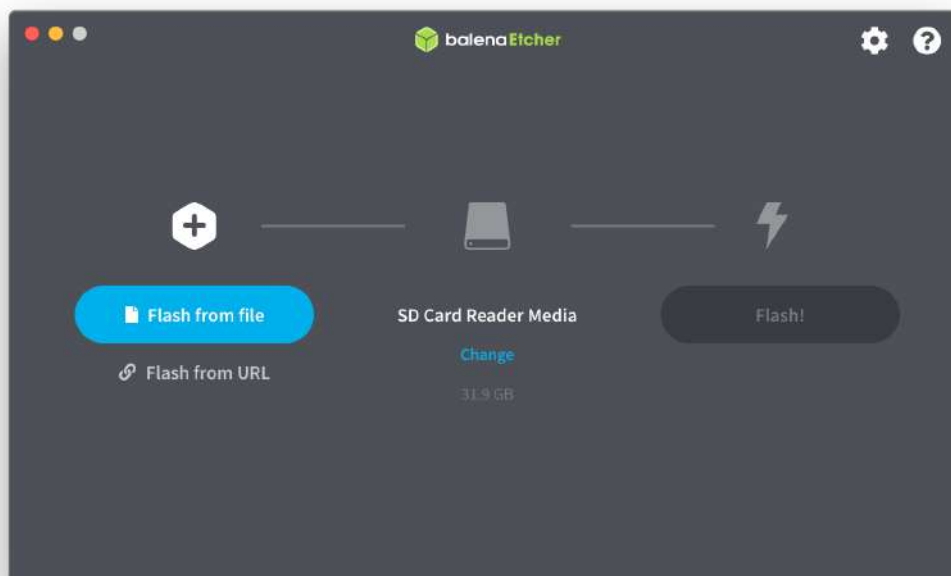 balenaEtcher
Flash from file
Flash from URL
SD Card Reader Media
Change
31.9 GB
Flash!